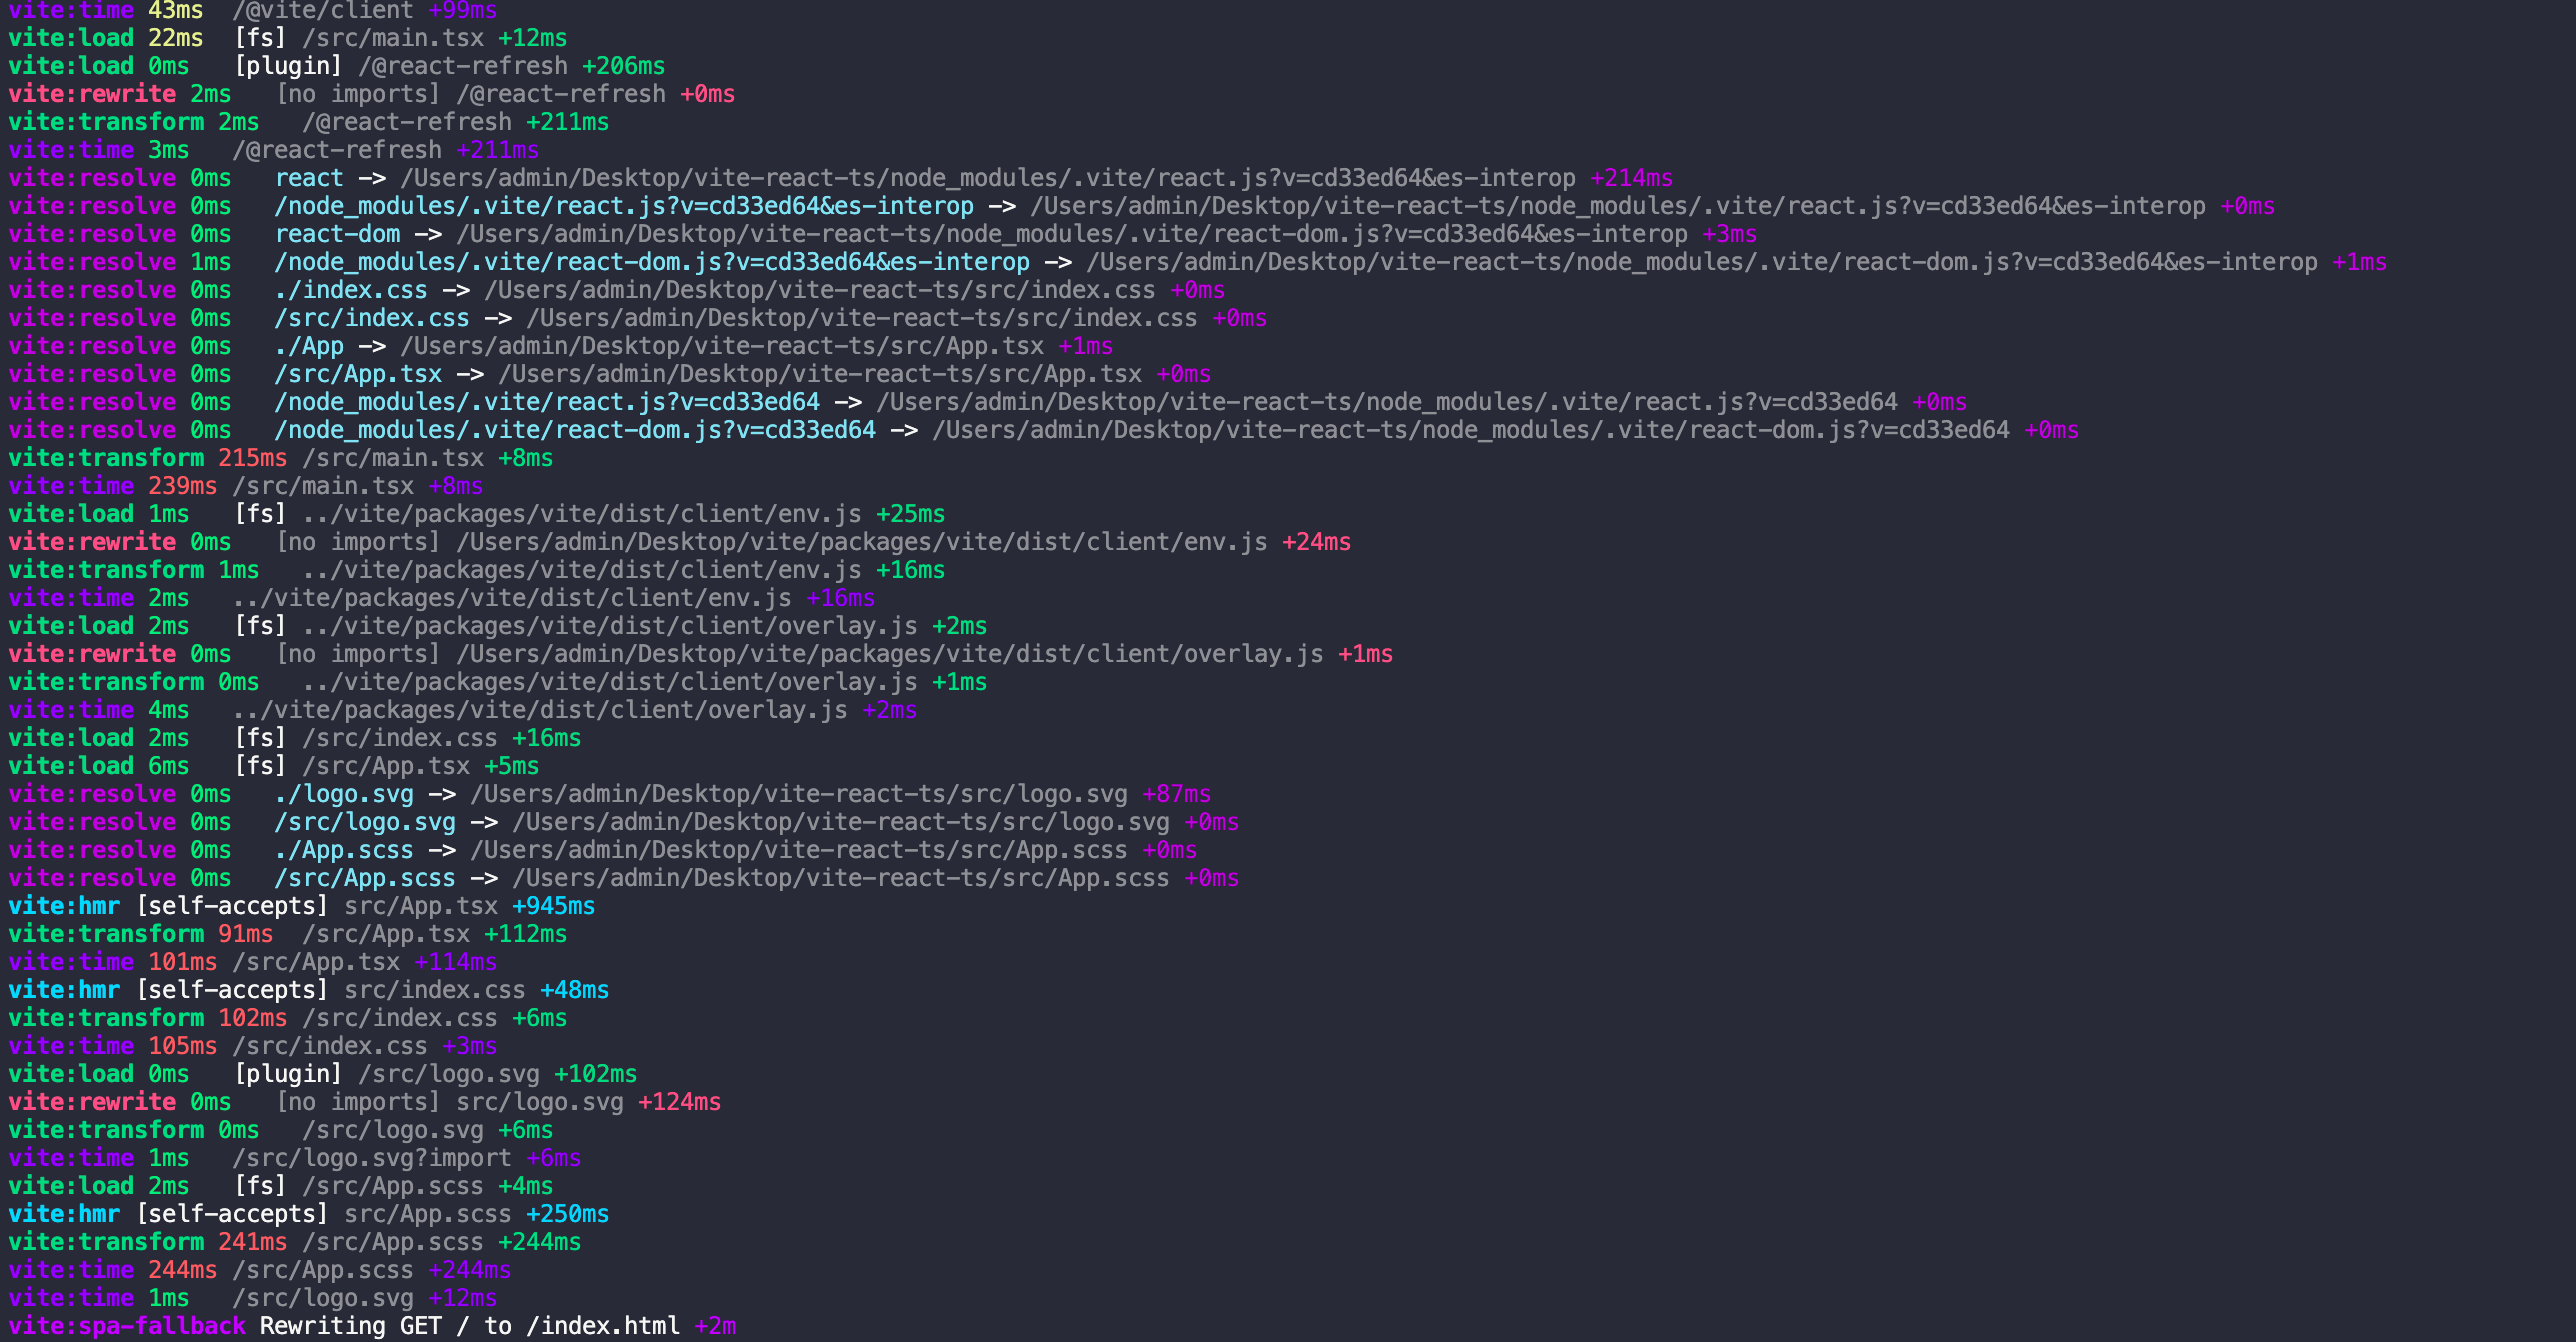 vite:time 43ms  /@vite/client +99ms
vite:load 22ms  [fs] /src/main.tsx +12ms
vite:load 0ms   [plugin] /@react-refresh +206ms
vite:rewrite 2ms   [no imports] /@react-refresh +0ms
vite:transform 2ms   /@react-refresh +211ms
vite:time 3ms   /@react-refresh +211ms
vite:resolve 0ms   react -> /Users/admin/Desktop/vite-react-ts/node_modules/.vite/react.js?v=cd33ed64&es-interop +214ms
vite:resolve 0ms   /node_modules/.vite/react.js?v=cd33ed64&es-interop -> /Users/admin/Desktop/vite-react-ts/node_modules/.vite/react.js?v=cd33ed64&es-interop +0ms
vite:resolve 0ms   react-dom -> /Users/admin/Desktop/vite-react-ts/node_modules/.vite/react-dom.js?v=cd33ed64&es-interop +3ms
vite:resolve 1ms   /node_modules/.vite/react-dom.js?v=cd33ed64&es-interop -> /Users/admin/Desktop/vite-react-ts/node_modules/.vite/react-dom.js?v=cd33ed64&es-interop +1ms
vite:resolve 0ms   ./index.css -> /Users/admin/Desktop/vite-react-ts/src/index.css +0ms
vite:resolve 0ms   /src/index.css -> /Users/admin/Desktop/vite-react-ts/src/index.css +0ms
vite:resolve 0ms   ./App -> /Users/admin/Desktop/vite-react-ts/src/App.tsx +1ms
vite:resolve 0ms   /src/App.tsx -> /Users/admin/Desktop/vite-react-ts/src/App.tsx +0ms
vite:resolve 0ms   /node_modules/.vite/react.js?v=cd33ed64 -> /Users/admin/Desktop/vite-react-ts/node_modules/.vite/react.js?v=cd33ed64 +0ms
vite:resolve 0ms   /node_modules/.vite/react-dom.js?v=cd33ed64 -> /Users/admin/Desktop/vite-react-ts/node_modules/.vite/react-dom.js?v=cd33ed64 +0ms
vite:transform 215ms /src/main.tsx +8ms
vite:time 239ms /src/main.tsx +8ms
vite:load 1ms   [fs] ../vite/packages/vite/dist/client/env.js +25ms
vite:rewrite 0ms   [no imports] /Users/admin/Desktop/vite/packages/vite/dist/client/env.js +24ms
vite:transform 1ms   ../vite/packages/vite/dist/client/env.js +16ms
vite:time 2ms   ../vite/packages/vite/dist/client/env.js +16ms
vite:load 2ms   [fs] ../vite/packages/vite/dist/client/overlay.js +2ms
vite:rewrite 0ms   [no imports] /Users/admin/Desktop/vite/packages/vite/dist/client/overlay.js +1ms
vite:transform 0ms   ../vite/packages/vite/dist/client/overlay.js +1ms
vite:time 4ms   ../vite/packages/vite/dist/client/overlay.js +2ms
vite:load 2ms   [fs] /src/index.css +16ms
vite:load 6ms   [fs] /src/App.tsx +5ms
vite:resolve 0ms   ./logo.svg -> /Users/admin/Desktop/vite-react-ts/src/logo.svg +87ms
vite:resolve 0ms   /src/logo.svg -> /Users/admin/Desktop/vite-react-ts/src/logo.svg +0ms
vite:resolve 0ms   ./App.scss -> /Users/admin/Desktop/vite-react-ts/src/App.scss +0ms
vite:resolve 0ms   /src/App.scss -> /Users/admin/Desktop/vite-react-ts/src/App.scss +0ms
vite:hmr [self-accepts] src/App.tsx +945ms
vite:transform 91ms  /src/App.tsx +112ms
vite:time 101ms /src/App.tsx +114ms
vite:hmr [self-accepts] src/index.css +48ms
vite:transform 102ms /src/index.css +6ms
vite:time 105ms /src/index.css +3ms
vite:load 0ms   [plugin] /src/logo.svg +102ms
vite:rewrite 0ms   [no imports] src/logo.svg +124ms
vite:transform 0ms   /src/logo.svg +6ms
vite:time 1ms   /src/logo.svg?import +6ms
vite:load 2ms   [fs] /src/App.scss +4ms
vite:hmr [self-accepts] src/App.scss +250ms
vite:transform 241ms /src/App.scss +244ms
vite:time 244ms /src/App.scss +244ms
vite:time 1ms   /src/logo.svg +12ms
vite:spa-fallback Rewriting GET / to /index.html +2m